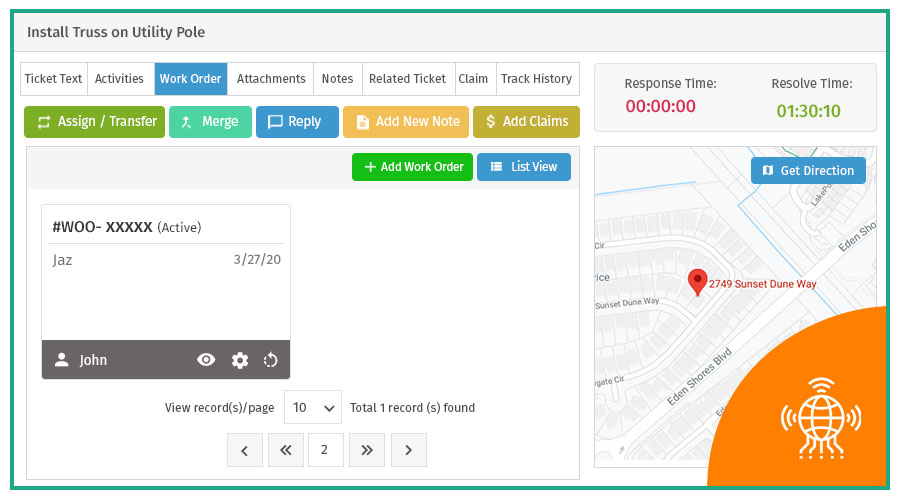 Install Truss on Utility Pole
Ticket Text
Activities
Work Order
Attachments
Notes
Related Ticket
Claim
Track History
Assign / Transfer
Merge
Reply
Add New Note
Add Claims
Add Work Order
List View
#WOO- XXXXX (Active)
Jaz
3/27/20
John
View record(s)/page
10
Total 1 record (s) found
2
Response Time:
00:00:00
Resolve Time:
01:30:10
Get Direction
Eden Sho
Cir
rice
2749 Sunset Dune Way
Sunset Dune Way
Eden Shores Blvd
gate Cir